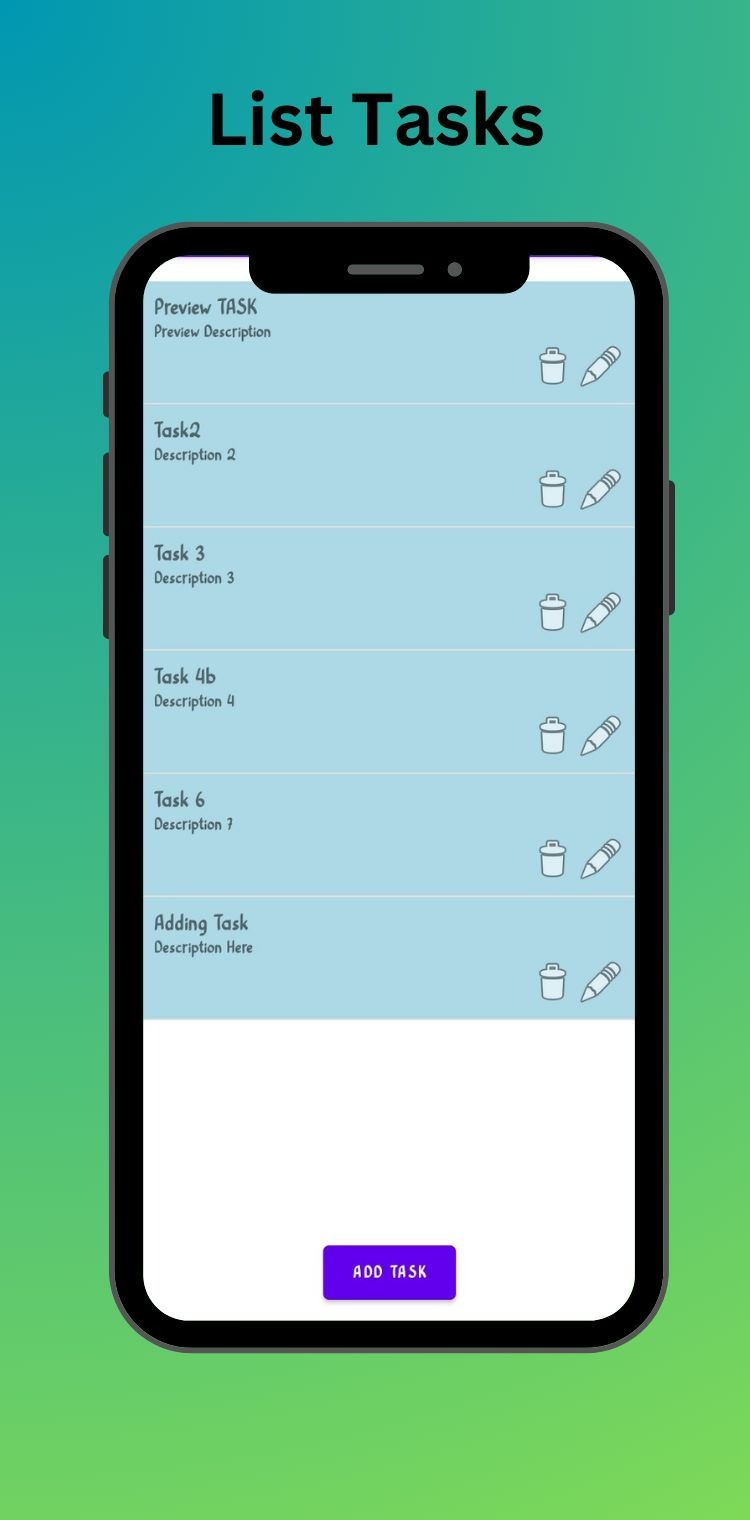 List Tasks
Preview TASK
Preview Description
Task2
Description 2
Task 3
Description 3
Task 4b
Description 4
Task 6
Description 7
Adding Task
Description Here
ADD TASK